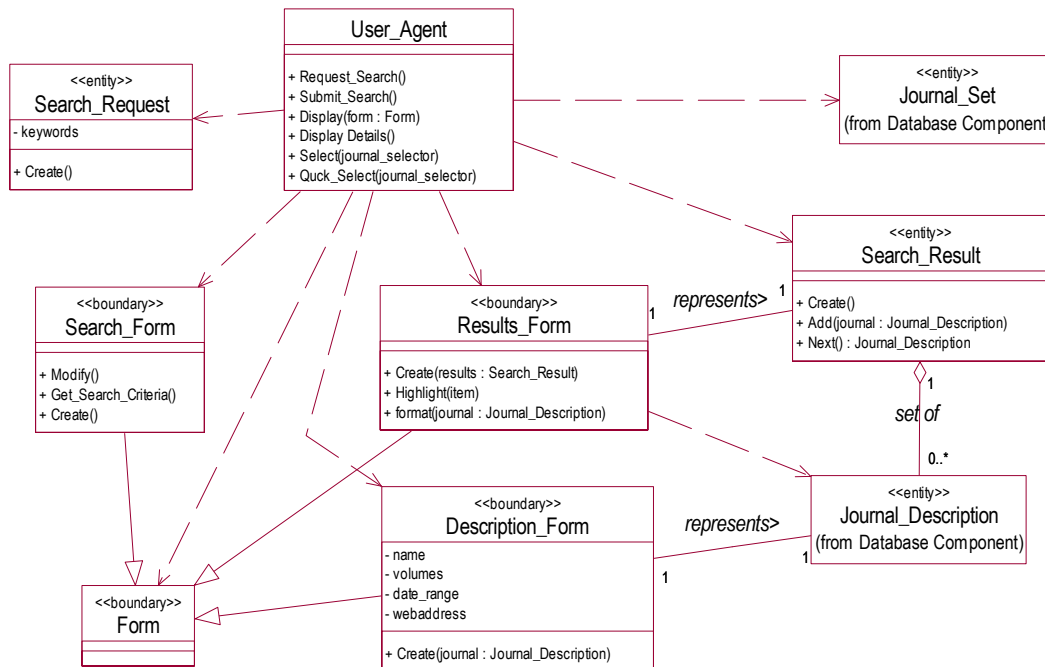 User_Agent
+ Request_Search()
+ Submit_Search()
+ Display(form : Form)
+ Display Details()
+ Select(journal_selector)
+ Quck_Select(journal_selector)
<<entity>>
Search_Request
- keywords
+ Create()
<<entity>>
Journal_Set
(from Database Component)
<<entity>>
Search_Result
+ Create()
+ Add(journal : Journal_Description)
+ Next() : Journal_Description
<<boundary>>
Search_Form
+ Modify()
+ Get_Search_Criteria()
+ Create()
<<boundary>>
Results_Form
+ Create(results : Search_Result)
+ Highlight(item)
+ format(journal : Journal_Description)
represents>
1
1
1
set of
0..*
<<boundary>>
Description_Form
- name
- volumes
- date_range
- webaddress
+ Create(journal : Journal_Description)
represents>
1
1
<<entity>>
Journal_Description
(from Database Component)
<<boundary>>
Form